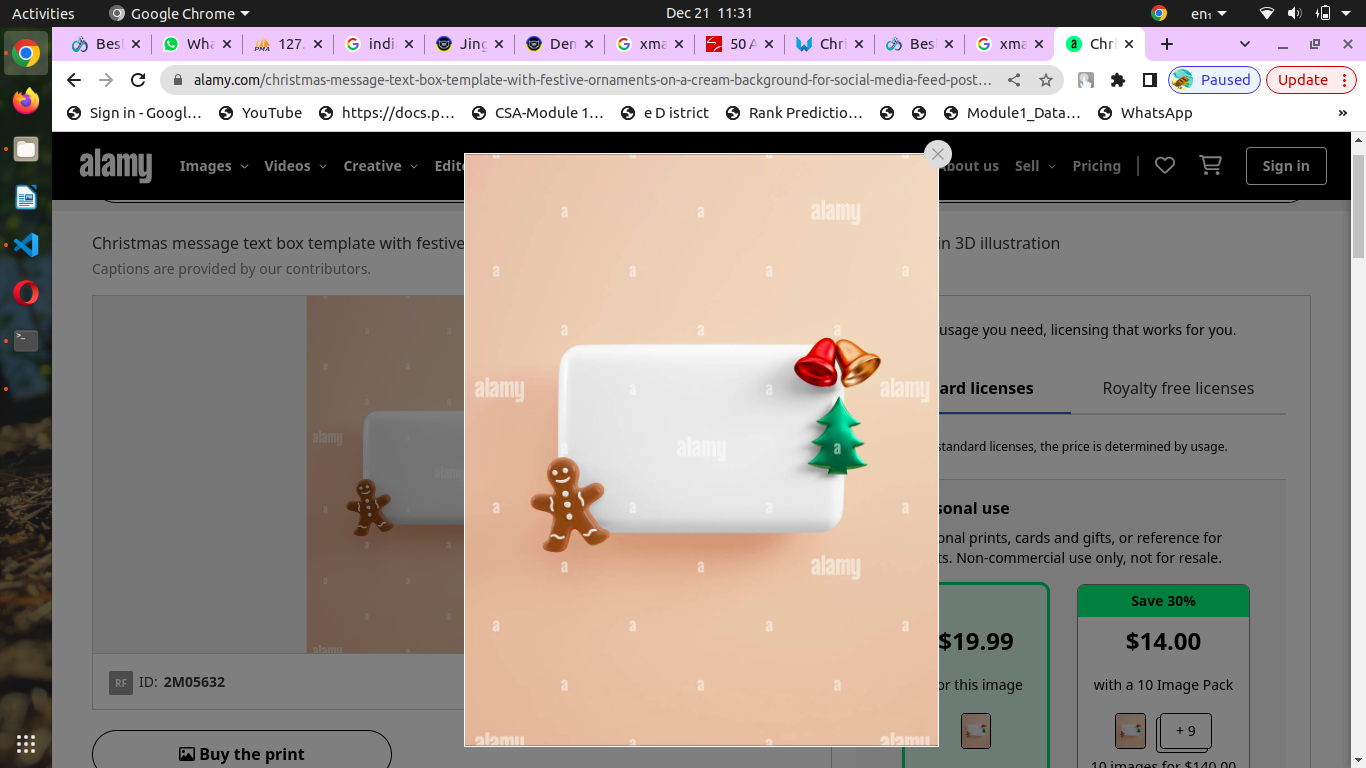 Activities
Google Chrome
Dec 21 11:31
en₁
Besl
Wha
127.
indi
Jing
Den
xma
50 A
Chri
Besl
xma
Chri
alamy.com/christmas-message-text-box-template-with-festive-ornaments-on-a-cream-background-for-social-media-feed-post…
Paused
Update
Sign in - Googl…
YouTube
https://docs.p…
CSA-Module 1…
e D istrict
Rank Predictio…
Module1_Data…
WhatsApp
»
alamy
Images
Videos
Creative
Edito
About us
Sell
Pricing
Sign in
Christmas message text box template with festive
in 3D illustration
Captions are provided by our contributors.
usage you need, licensing that works for you.
ard licenses
Royalty free licenses
standard licenses, the price is determined by usage.
sonal use
onal prints, cards and gifts, or reference for
ts. Non-commercial use only, not for resale.
Save 30%
$19.99
$14.00
or this image
with a 10 Image Pack
+ 9
10 images for $140.00
RF
ID: 2M05632
Buy the print
a
a
alamy
a
a
a
a
a
a
a
alamy
a
a
alamy
a
alamy
a
a
a
a
a
a
a
alamy
a
a
a
a
a
a
a
alamy
a
a
alamy